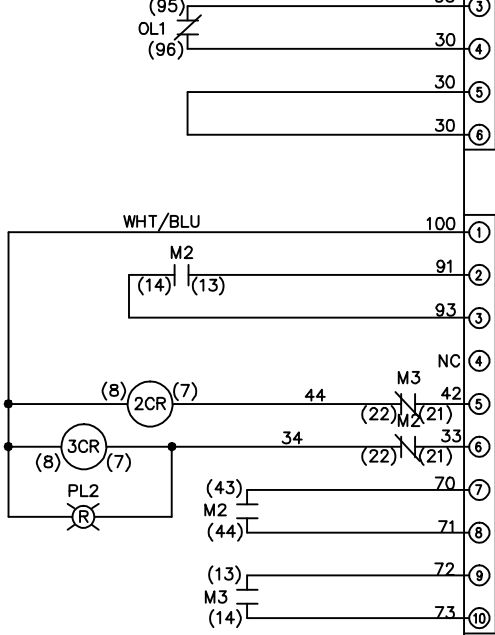 (95) 3
OL1
(96) 30 4
30 5
30 6
WHT/BLU 100 1
M2
(14) (13) 91 2
93 3
NC 4
M3
(8) 2CR (7) 44 (22) (21) 42 5
M2
3CR 34 33 6
(8) (7) (22) (21)
PL2
R
(43) 70 7
M2
(44) 71 8
(13) 72 9
M3
(14) 73 10